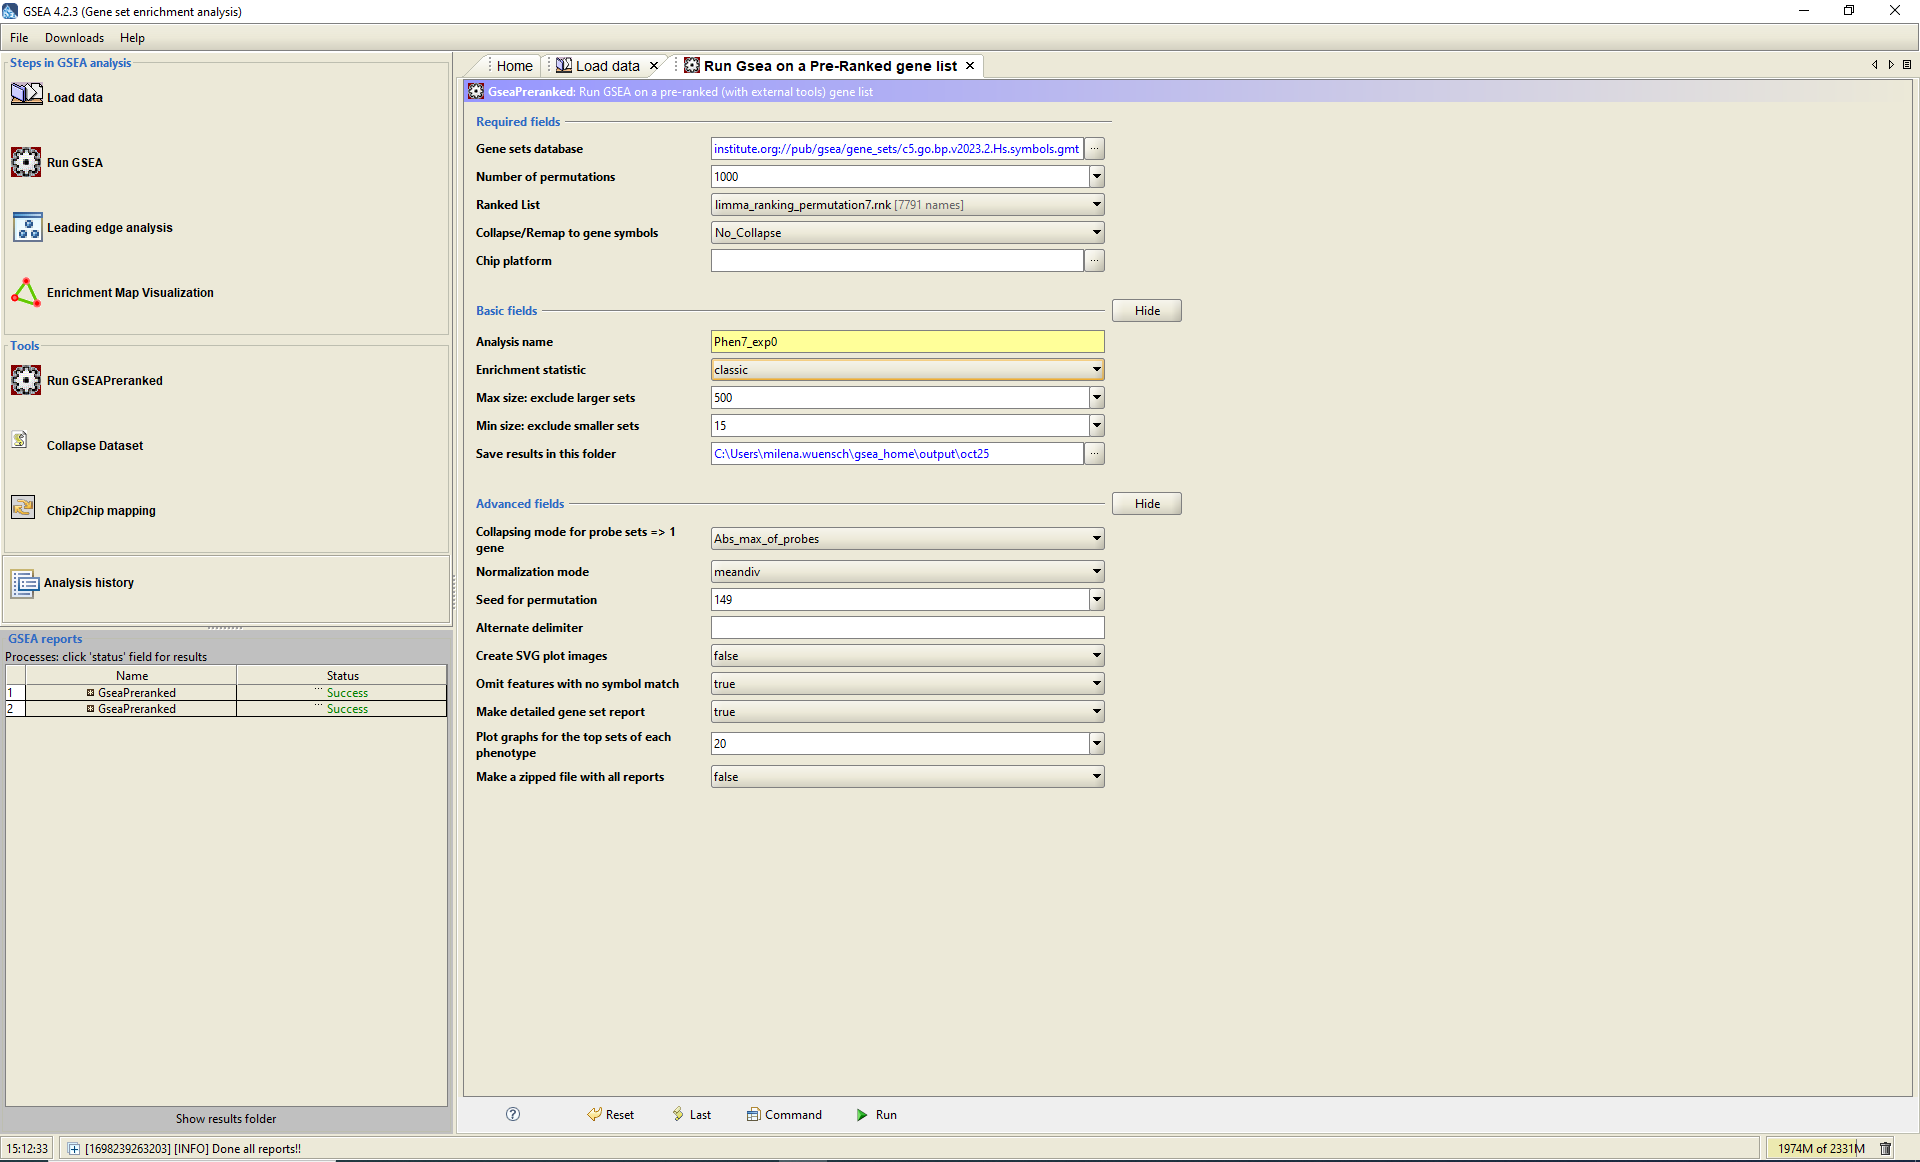 GSEA 4.2.3 (Gene set enrichment analysis)
File Downloads Help
Steps in GSEA analysis
Load data
Run GSEA
Leading edge analysis
Enrichment Map Visualization
Tools
Run GSEAPreranked
Collapse Dataset
Chip2Chip mapping
Analysis history
GSEA reports
Processes: click 'status' field for results
Name Status
1 GseaPreranked ... Success
2 GseaPreranked ... Success
Show results folder
Home Load data Run Gsea on a Pre-Ranked gene list
GseaPreranked: Run GSEA on a pre-ranked (with external tools) gene list
Required fields
Gene sets database institute.org://pub/gsea/gene_sets/c5.go.bp.v2023.2.Hs.symbols.gmt ...
Number of permutations 1000
Ranked List limma_ranking_permutation7.rnk [7791 names]
Collapse/Remap to gene symbols No_Collapse
Chip platform ...
Basic fields Hide
Analysis name Phen7_exp0
Enrichment statistic classic
Max size: exclude larger sets 500
Min size: exclude smaller sets 15
Save results in this folder C:\Users\milena.wuensch\gsea_home\output\oct25 ...
Advanced fields Hide
Collapsing mode for probe sets => 1
gene Abs_max_of_probes
Normalization mode meandiv
Seed for permutation 149
Alternate delimiter
Create SVG plot images false
Omit features with no symbol match true
Make detailed gene set report true
Plot graphs for the top sets of each
phenotype 20
Make a zipped file with all reports false
? Reset Last Command Run
15:12:33 [1698239263203] [INFO] Done all reports!! 1974M of 2331M